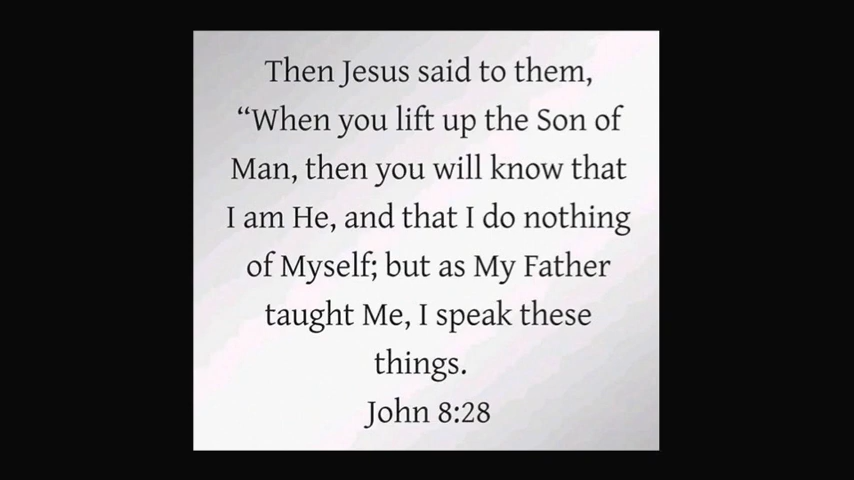 Then Jesus said to them,
“When you lift up the Son of
Man, then you will know that
I am He, and that I do nothing
of Myself; but as My Father
taught Me, I speak these
things.
John 8:28